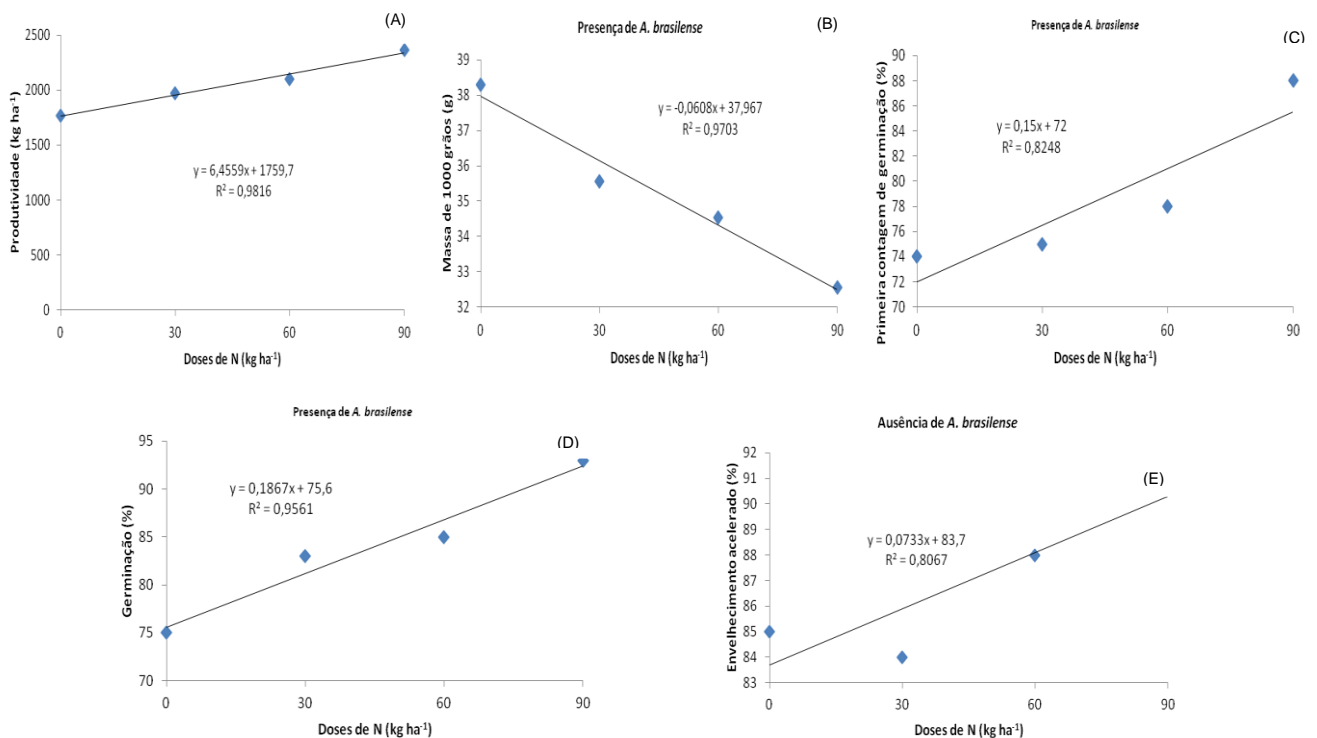 (A)
2500
2000
1500
1000
500
0
Produtividade (kg ha⁻¹)
y = 6,4559x + 1759,7
R² = 0,9816
0 30 60 90
Doses de N (kg ha⁻¹)
Presença de A. brasilense
(B)
39
38
37
36
35
34
33
32
Massa de 1000 grãos (g)
y = -0,0608x + 37,967
R² = 0,9703
0 30 60 90
Doses de N (kg ha⁻¹)
Presença de A. brasilense
(C)
90
88
86
84
82
80
78
76
74
72
70
Primeira contagem de germinação (%)
y = 0,15x + 72
R² = 0,8248
0 30 60 90
Doses de N (kg ha⁻¹)
Presença de A. brasilense
(D)
95
90
85
80
75
70
Germinação (%)
y = 0,1867x + 75,6
R² = 0,9561
0 30 60 90
Doses de N (kg ha⁻¹)
Ausência de A. brasilense
(E)
92
91
90
89
88
87
86
85
84
83
Envelhecimento acelerado (%)
y = 0,0733x + 83,7
R² = 0,8067
0 30 60 90
Doses de N (kg ha⁻¹)